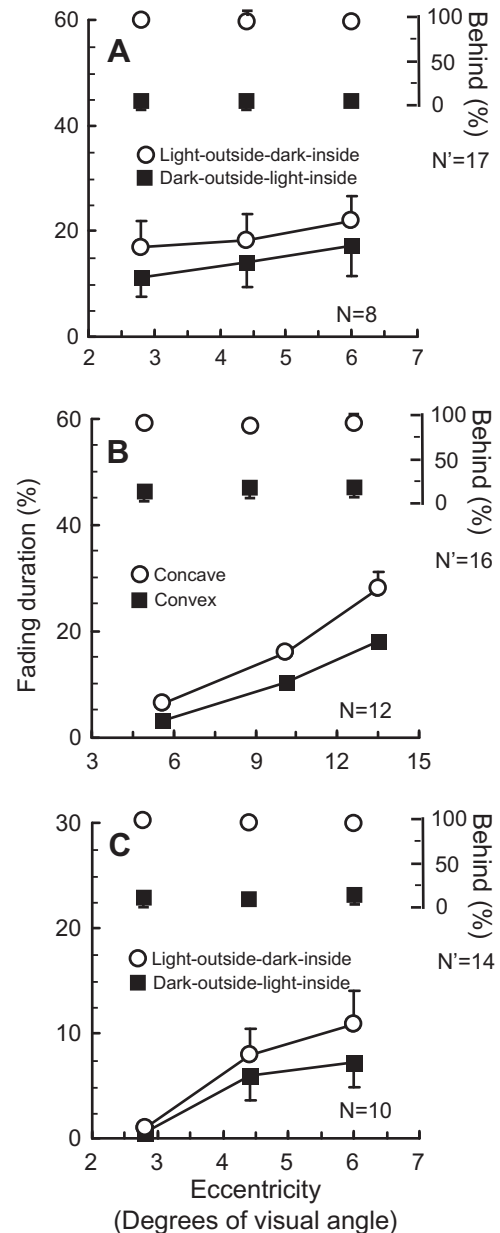 A
60
40
20
0
2
3
4
5
6
7
100
50
0
Behind (%)
N'=17
Light-outside-dark-inside
Dark-outside-light-inside
N=8
B
60
40
20
0
3
6
9
12
15
100
50
0
Behind (%)
N'=16
Concave
Convex
N=12
Fading duration (%)
C
30
20
10
0
2
3
4
5
6
7
100
50
0
Behind (%)
N'=14
Light-outside-dark-inside
Dark-outside-light-inside
N=10
Eccentricity
(Degrees of visual angle)